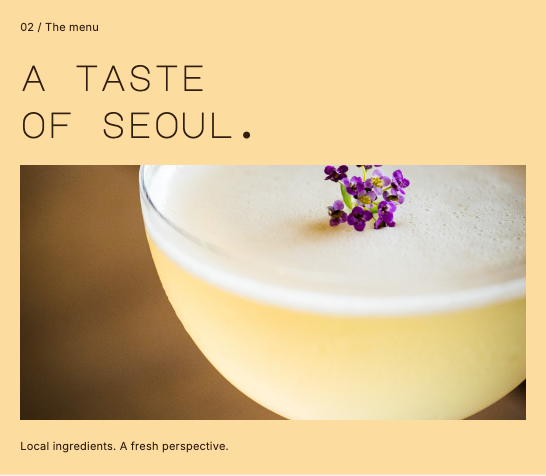 02 / The menu
A TASTE
OF SEOUL.
Local ingredients. A fresh perspective.